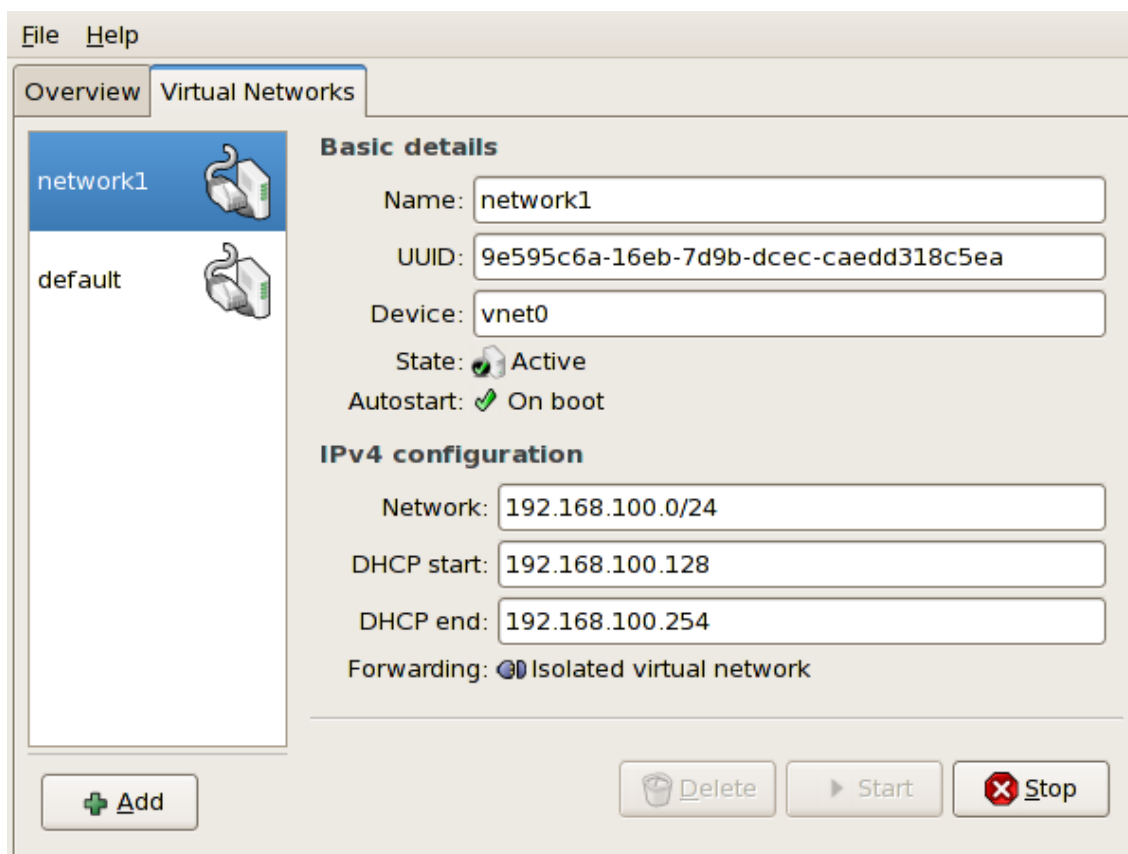 File Help
Overview Virtual Networks
network1
default
Add
Basic details
Name: network1
UUID: 9e595c6a-16eb-7d9b-dcec-caedd318c5ea
Device: vnet0
State: Active
Autostart: On boot
IPv4 configuration
Network: 192.168.100.0/24
DHCP start: 192.168.100.128
DHCP end: 192.168.100.254
Forwarding: Isolated virtual network
Delete Start Stop